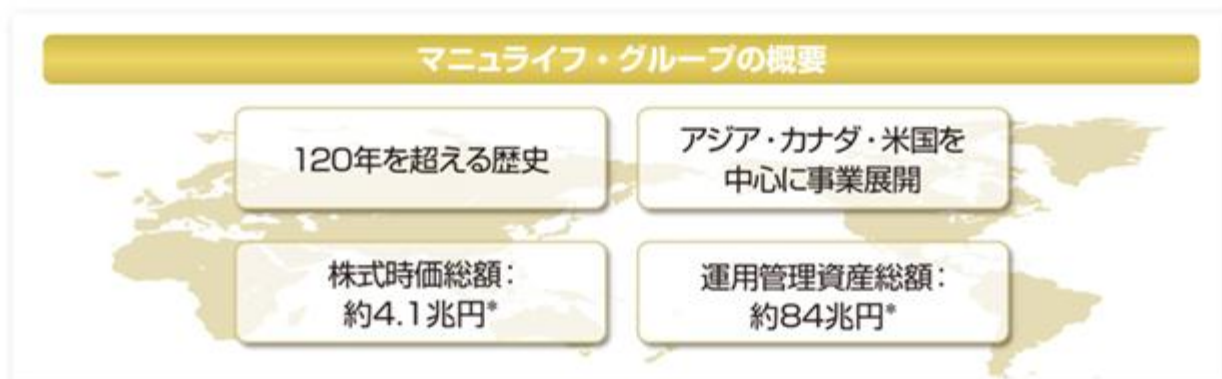 マニュライフ・グループの概要
120年を超える歴史
アジア・カナダ・米国を
中心に事業展開
株式時価総額：
約4.1兆円*
運用管理資産総額：
約84兆円*